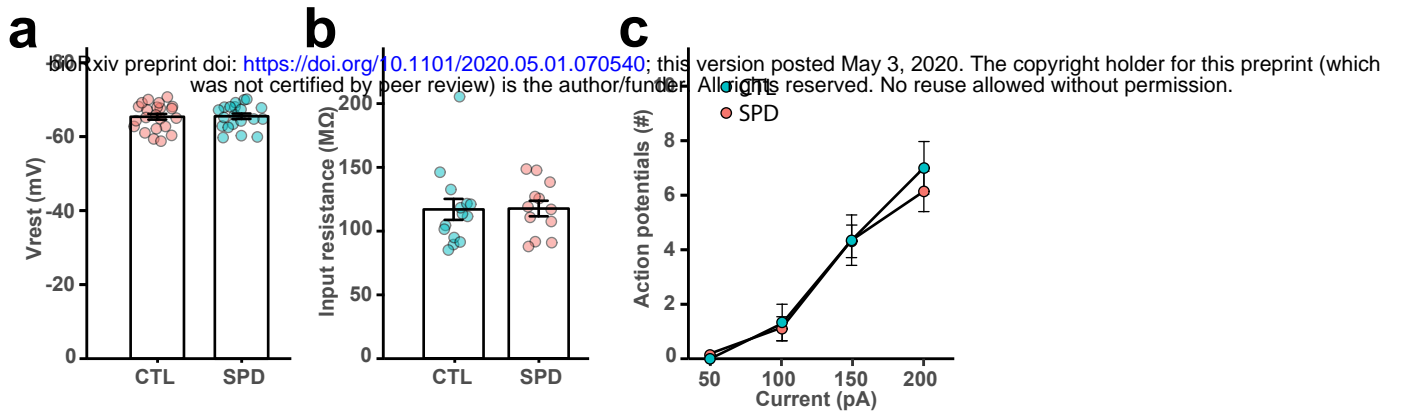 a
b
c
bioRxiv preprint doi: https://doi.org/10.1101/2020.05.01.070540; this version posted May 3, 2020. The copyright holder for this preprint (which
was not certified by peer review) is the author/funder. All rights reserved. No reuse allowed without permission.
Vrest (mV)
-80
-60
-40
-20
0
CTL SPD
Input resistance (MΩ)
200
150
100
50
0
CTL SPD
Action potentials (#)
10
8
6
4
2
0
CTL
SPD
50 100 150 200
Current (pA)